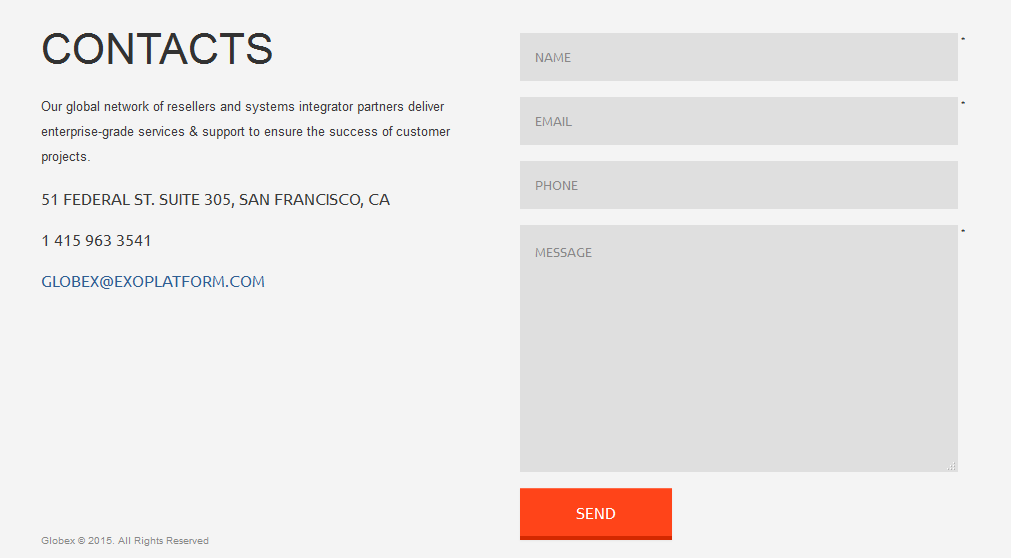 CONTACTS
Our global network of resellers and systems integrator partners deliver
enterprise-grade services & support to ensure the success of customer
projects.
51 FEDERAL ST. SUITE 305, SAN FRANCISCO, CA
1 415 963 3541
GLOBEX@EXOPLATFORM.COM
Globex © 2015. All Rights Reserved
NAME *
EMAIL *
PHONE
MESSAGE *
SEND